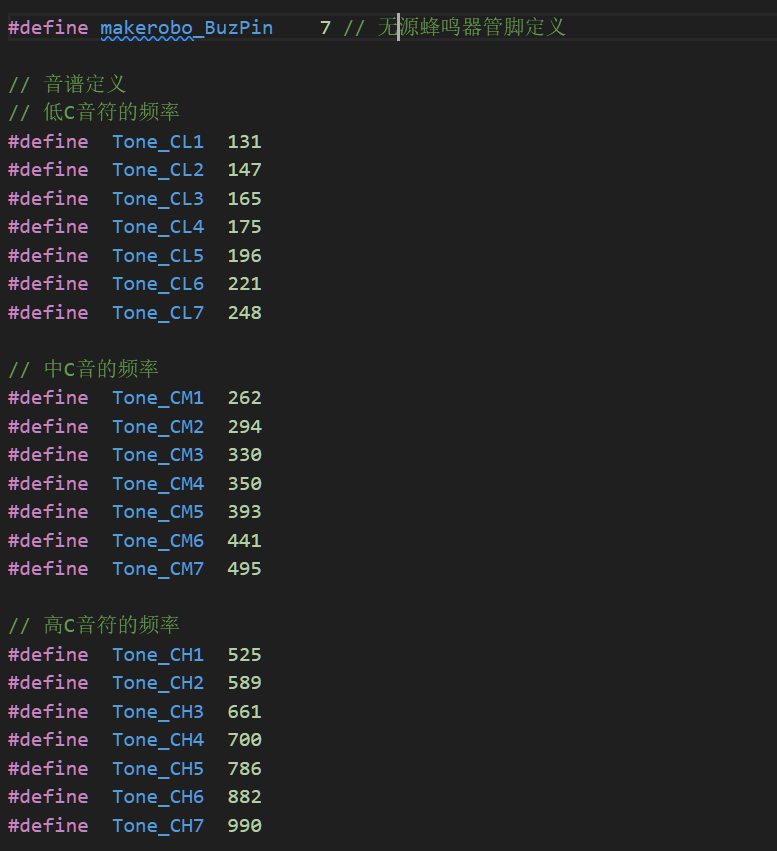 #define makerobo_BuzPin    7 // 无源蜂鸣器管脚定义
// 音谱定义
// 低C音符的频率
#define  Tone_CL1  131
#define  Tone_CL2  147
#define  Tone_CL3  165
#define  Tone_CL4  175
#define  Tone_CL5  196
#define  Tone_CL6  221
#define  Tone_CL7  248
// 中C音的频率
#define  Tone_CM1  262
#define  Tone_CM2  294
#define  Tone_CM3  330
#define  Tone_CM4  350
#define  Tone_CM5  393
#define  Tone_CM6  441
#define  Tone_CM7  495
// 高C音符的频率
#define  Tone_CH1  525
#define  Tone_CH2  589
#define  Tone_CH3  661
#define  Tone_CH4  700
#define  Tone_CH5  786
#define  Tone_CH6  882
#define  Tone_CH7  990